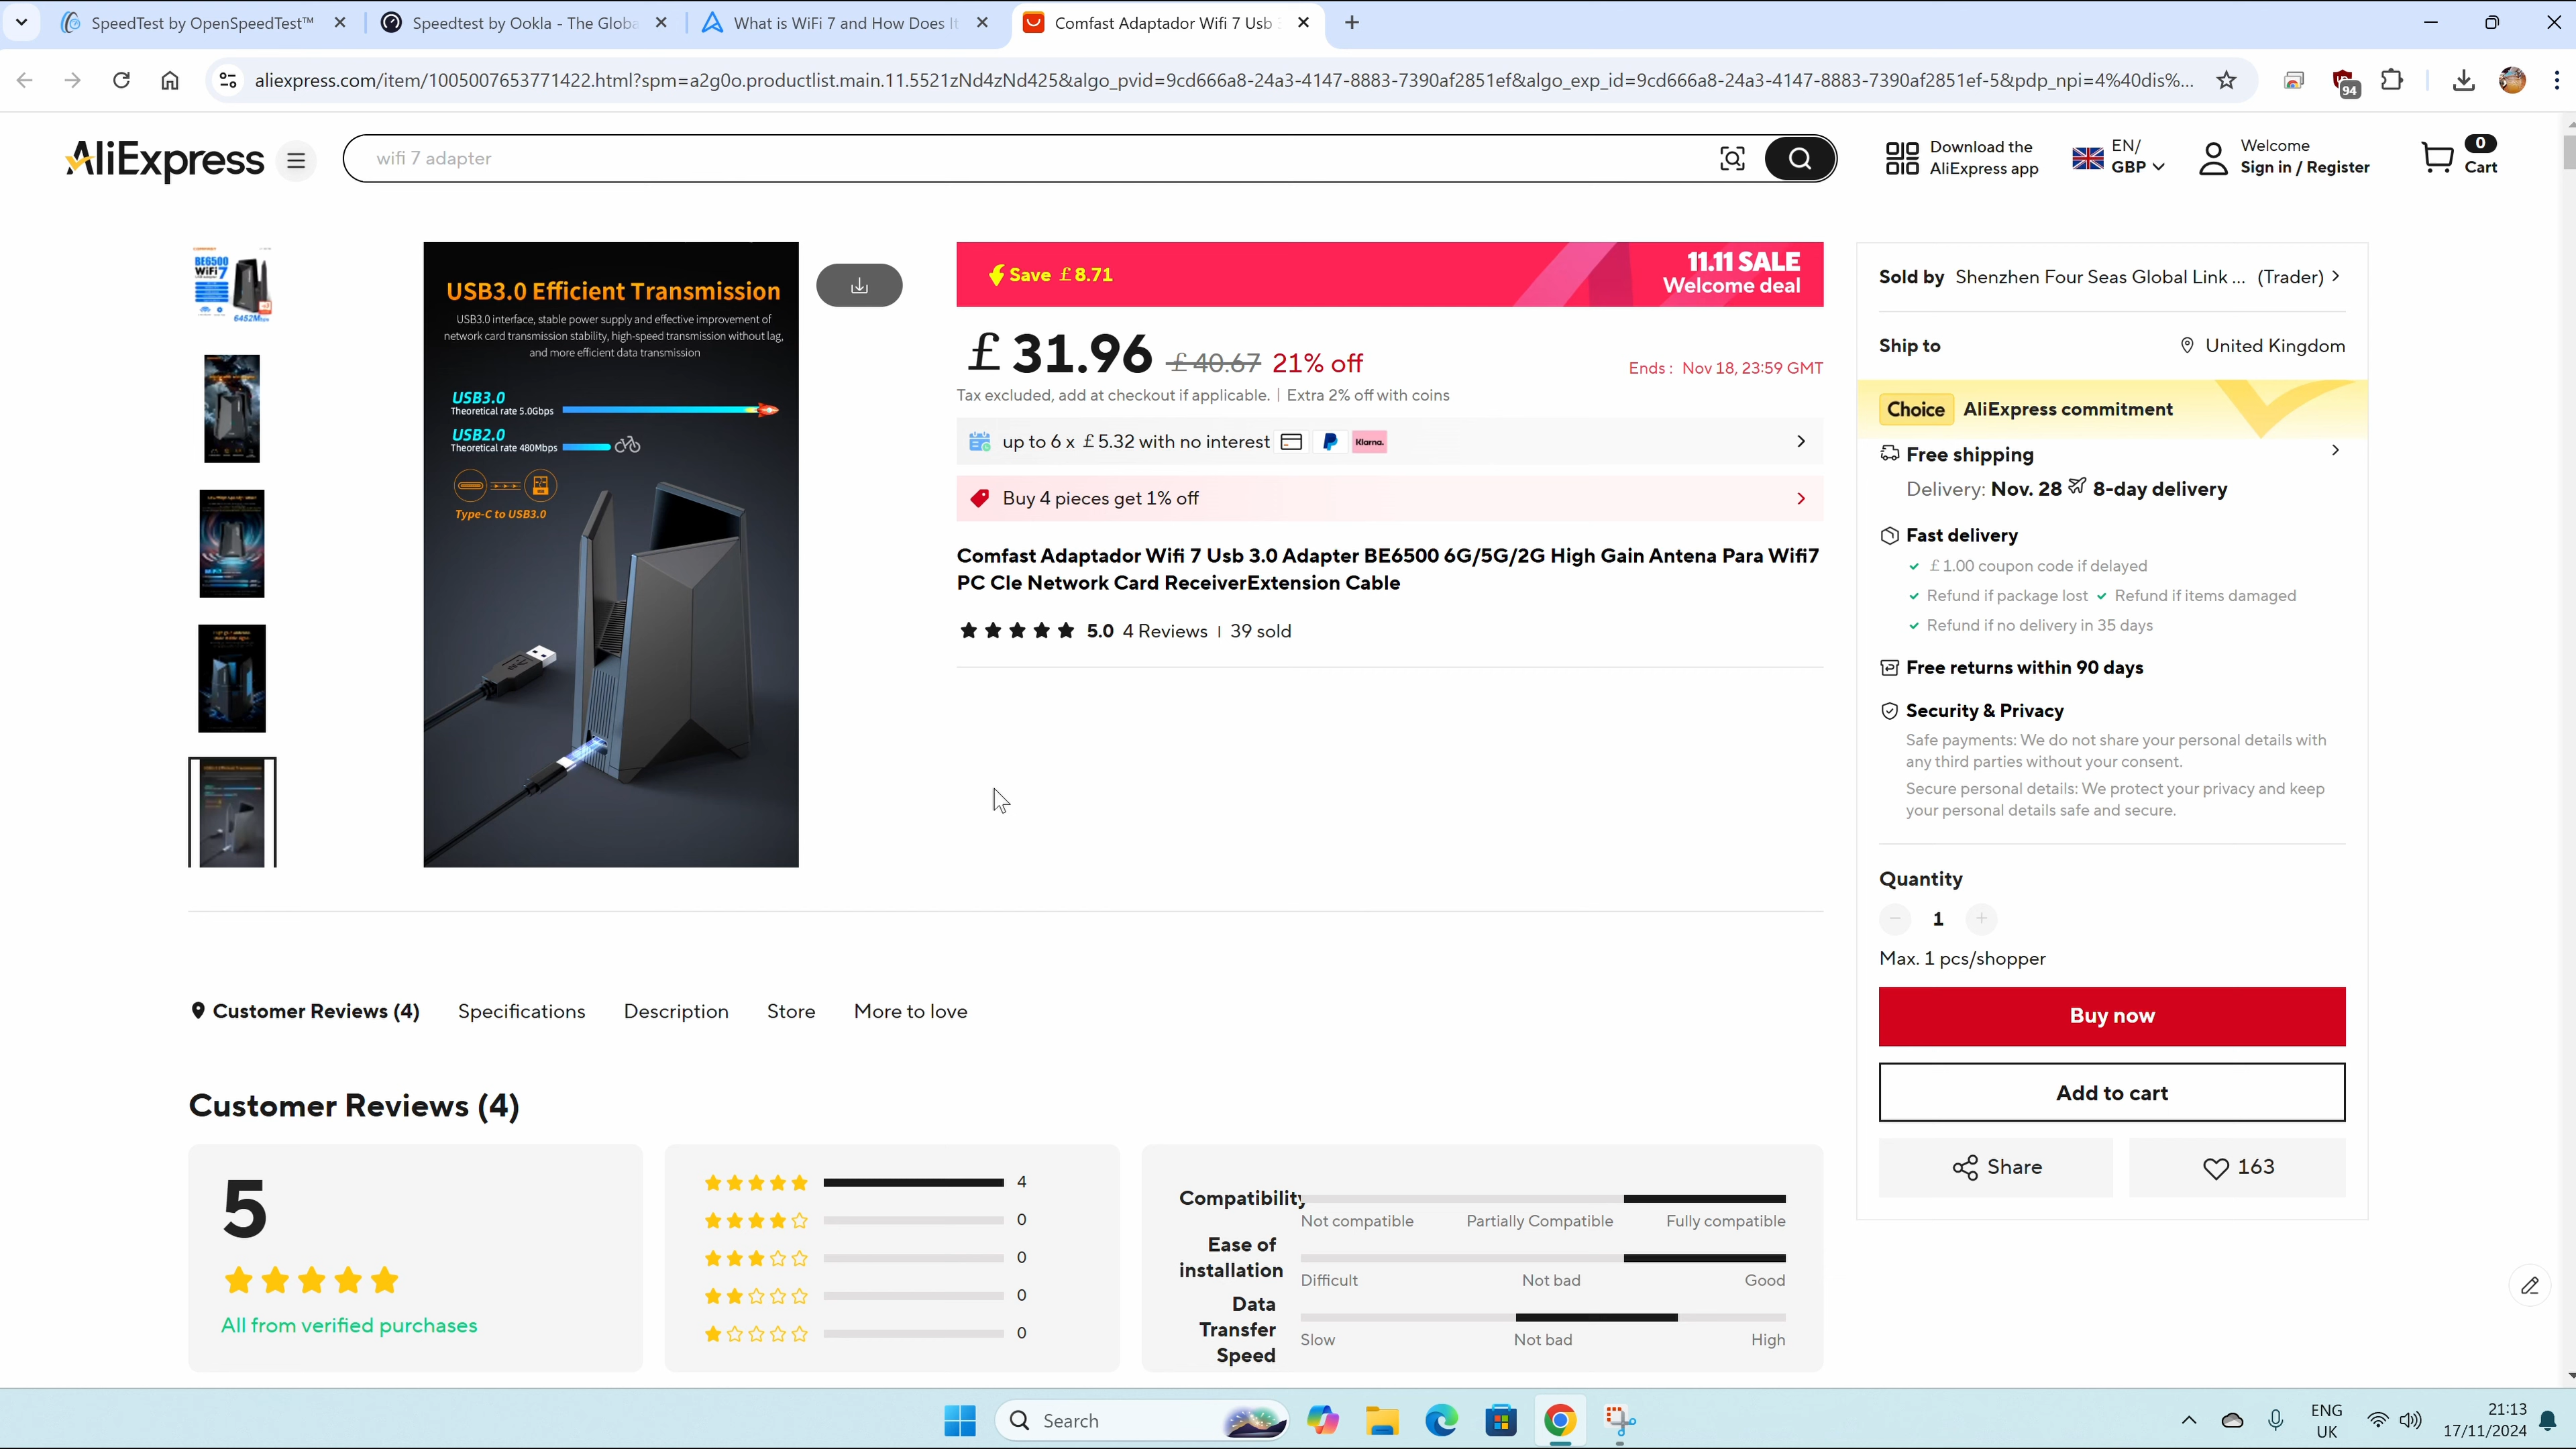 SpeedTest by OpenSpeedTest™
Speedtest by Ookla - The Globa
What is WiFi 7 and How Does It
Comfast Adaptador Wifi 7 Usb
aliexpress.com/item/1005007653771422.html?spm=a2g0o.productlist.main.11.5521zNd4zNd425&algo_pvid=9cd666a8-24a3-4147-8883-7390af2851ef&algo_exp_id=9cd666a8-24a3-4147-8883-7390af2851ef-5&pdp_npi=4%40dis%...
94
AliExpress
wifi 7 adapter
Download the
AliExpress app
EN/
GBP
Welcome
Sign in / Register
0
Cart
BE6500
WiFi 7
6452Mbps
USB3.0 Efficient Transmission
USB3.0 interface, stable power supply and effective improvement of
network card transmission stability, high-speed transmission without lag,
and more efficient data transmission
USB3.0
Theoretical rate 5.0Gbps
USB2.0
Theoretical rate 480Mbps
Type-C to USB3.0
Save £8.71
11.11 SALE
Welcome deal
£31.96 £40.67 21% off
Ends: Nov 18, 23:59 GMT
Tax excluded, add at checkout if applicable. | Extra 2% off with coins
up to 6 x £5.32 with no interest
Klarna.
Buy 4 pieces get 1% off
Comfast Adaptador Wifi 7 Usb 3.0 Adapter BE6500 6G/5G/2G High Gain Antena Para Wifi7
PC Cle Network Card ReceiverExtension Cable
5.0 4 Reviews | 39 sold
Sold by Shenzhen Four Seas Global Link ... (Trader)
Ship to
United Kingdom
Choice AliExpress commitment
Free shipping
Delivery: Nov. 28 8-day delivery
Fast delivery
£1.00 coupon code if delayed
Refund if package lost Refund if items damaged
Refund if no delivery in 35 days
Free returns within 90 days
Security & Privacy
Safe payments: We do not share your personal details with
any third parties without your consent.
Secure personal details: We protect your privacy and keep
your personal details safe and secure.
Quantity
1
Max. 1 pcs/shopper
Buy now
Add to cart
Share
163
Customer Reviews (4) Specifications Description Store More to love
Customer Reviews (4)
5
All from verified purchases
4
0
0
0
0
Compatibility
Not compatible Partially Compatible Fully compatible
Ease of
installation
Difficult Not bad Good
Data
Transfer
Speed
Slow Not bad High
Search
ENG
UK
21:13
17/11/2024